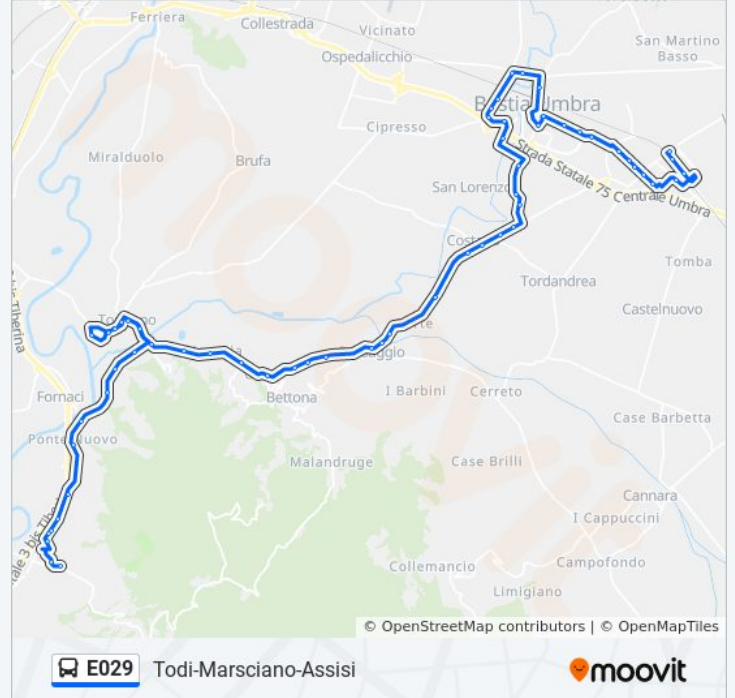 Ferriera
Collestrada
Vicinato
San Martino
Basso
Ospedalicchio
Bastia Umbra
Cipresso
Miralduolo
Brufa
Strada Statale 75 Centrale Umbra
San Lorenzo
Tomba
Tordandrea
Castelnuovo
bis Tiberina
I Barbini
Cerreto
Fornaci
Bettona
Case Barbetta
Malandruge
Case Brilli
Cannara
I Cappuccini
Collemancio
Campofondo
Limigiano
© OpenStreetMap contributors | © OpenMapTiles
E029 Todi-Marsciano-Assisi
moovit